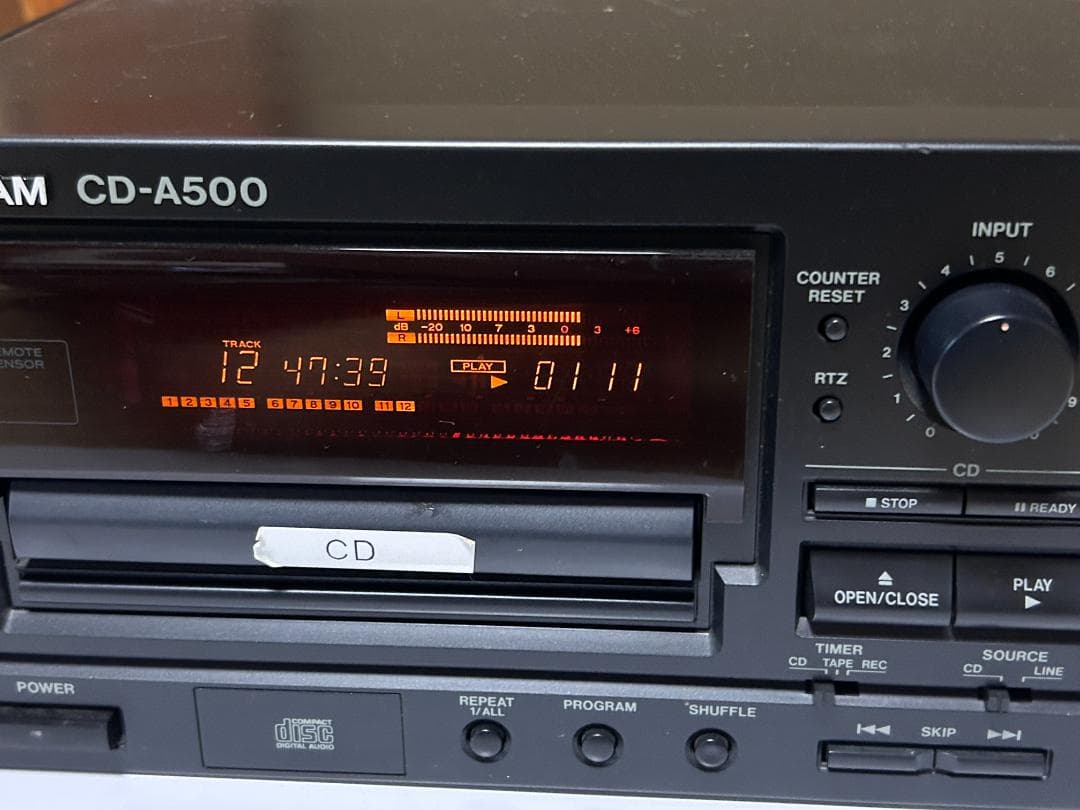 AM CD-A500
INPUT
COUNTER
RESET
0 1 2 3 4 5 6 9
RTZ
EMOTE
ENSOR
L
dB -20 10 7 3 0 3 +6
R
TRACK
12 47:39
PLAY
0111
1 2 3 4 5 6 7 8 9 10 11 12
CD
CD
STOP
READY
OPEN/CLOSE
PLAY
TIMER
CD TAPE REC
SOURCE
CD LINE
POWER
COMPACT
disc
DIGITAL AUDIO
REPEAT
1/ALL
PROGRAM
SHUFFLE
SKIP